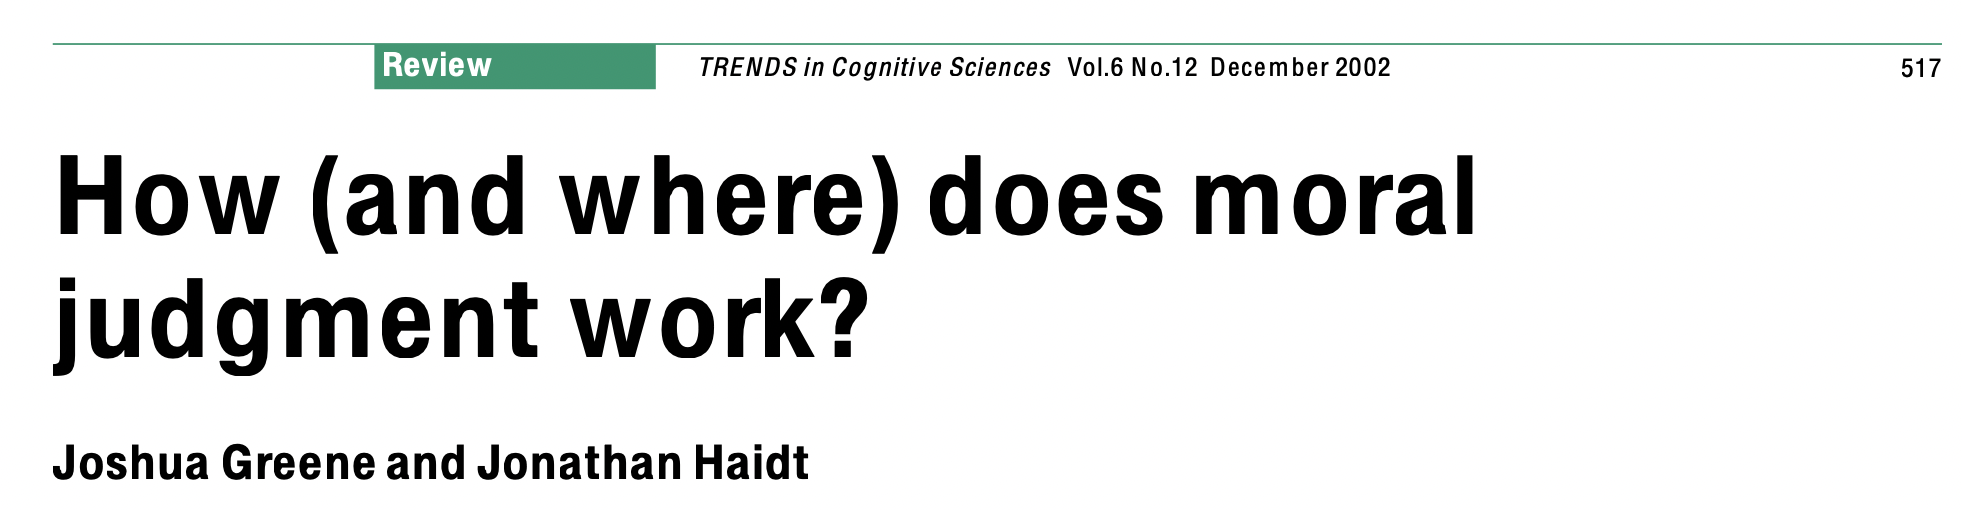 Review TRENDS in Cognitive Sciences Vol.6 No.12 December 2002 517
How (and where) does moral
judgment work?
Joshua Greene and Jonathan Haidt